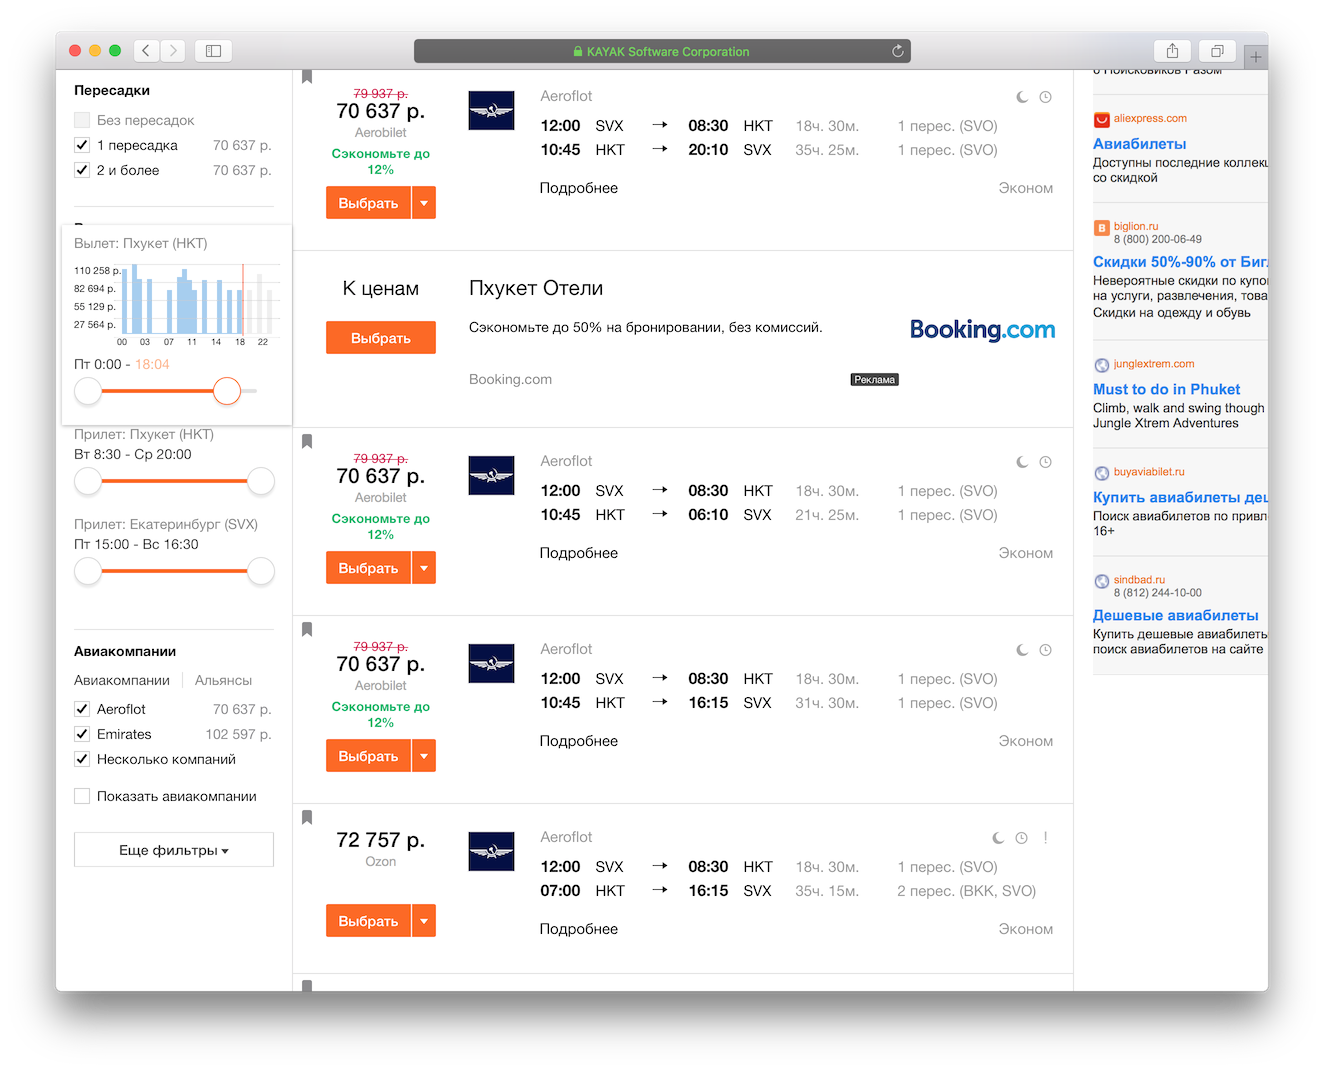 KAYAK Software Corporation
Пересадки
Без пересадок
1 пересадка 70 637 р.
2 и более 70 637 р.
Вылет: Пхукет (HKT)
110 258 р.
82 694 р.
55 129 р.
27 564 р.
00 03 07 11 14 18 22
Пт 0:00 - 18:04
Прилет: Пхукет (HKT)
Вт 8:30 - Ср 20:00
Прилет: Екатеринбург (SVX)
Пт 15:00 - Вс 16:30
Авиакомпании
Авиакомпании Альянсы
Aeroflot 70 637 р.
Emirates 102 597 р.
Несколько компаний
Показать авиакомпании
Еще фильтры
79 937 р.
70 637 р.
Aerobilet
Сэкономьте до
12%
Выбрать
Aeroflot
12:00 SVX → 08:30 HKT 18ч. 30м. 1 перес. (SVO)
10:45 HKT → 20:10 SVX 35ч. 25м. 1 перес. (SVO)
Подробнее Эконом
К ценам
Выбрать
Пхукет Отели
Сэкономьте до 50% на бронировании, без комиссий.
Booking.com
Booking.com Реклама
79 937 р.
70 637 р.
Aerobilet
Сэкономьте до
12%
Выбрать
Aeroflot
12:00 SVX → 08:30 HKT 18ч. 30м. 1 перес. (SVO)
10:45 HKT → 06:10 SVX 21ч. 25м. 1 перес. (SVO)
Подробнее Эконом
79 937 р.
70 637 р.
Aerobilet
Сэкономьте до
12%
Выбрать
Aeroflot
12:00 SVX → 08:30 HKT 18ч. 30м. 1 перес. (SVO)
10:45 HKT → 16:15 SVX 31ч. 30м. 1 перес. (SVO)
Подробнее Эконом
72 757 р.
Ozon
Выбрать
Aeroflot !
12:00 SVX → 08:30 HKT 18ч. 30м. 1 перес. (SVO)
07:00 HKT → 16:15 SVX 35ч. 15м. 2 перес. (BKK, SVO)
Подробнее Эконом
6 Поисковиков Разом
aliexpress.com
Авиабилеты
Доступны последние коллек
со скидкой
B biglion.ru
8 (800) 200-06-49
Скидки 50%-90% от Биг
Невероятные скидки по купо
на услуги, развлечения, това
Скидки на одежду и обувь
junglextrem.com
Must to do in Phuket
Climb, walk and swing though
Jungle Xtrem Adventures
buyaviabilet.ru
Купить авиабилеты де
Поиск авиабилетов по привл
16+
sindbad.ru
8 (812) 244-10-00
Дешевые авиабилеты
Купить дешевые авиабилеты
поиск авиабилетов на сайте